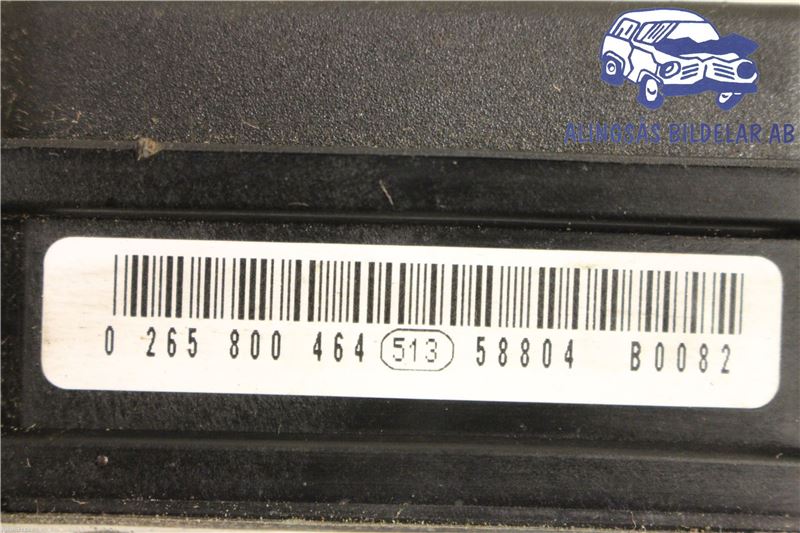 ALINGSÅS BILDELAR AB
0 265 800 464 513 58804 B0082